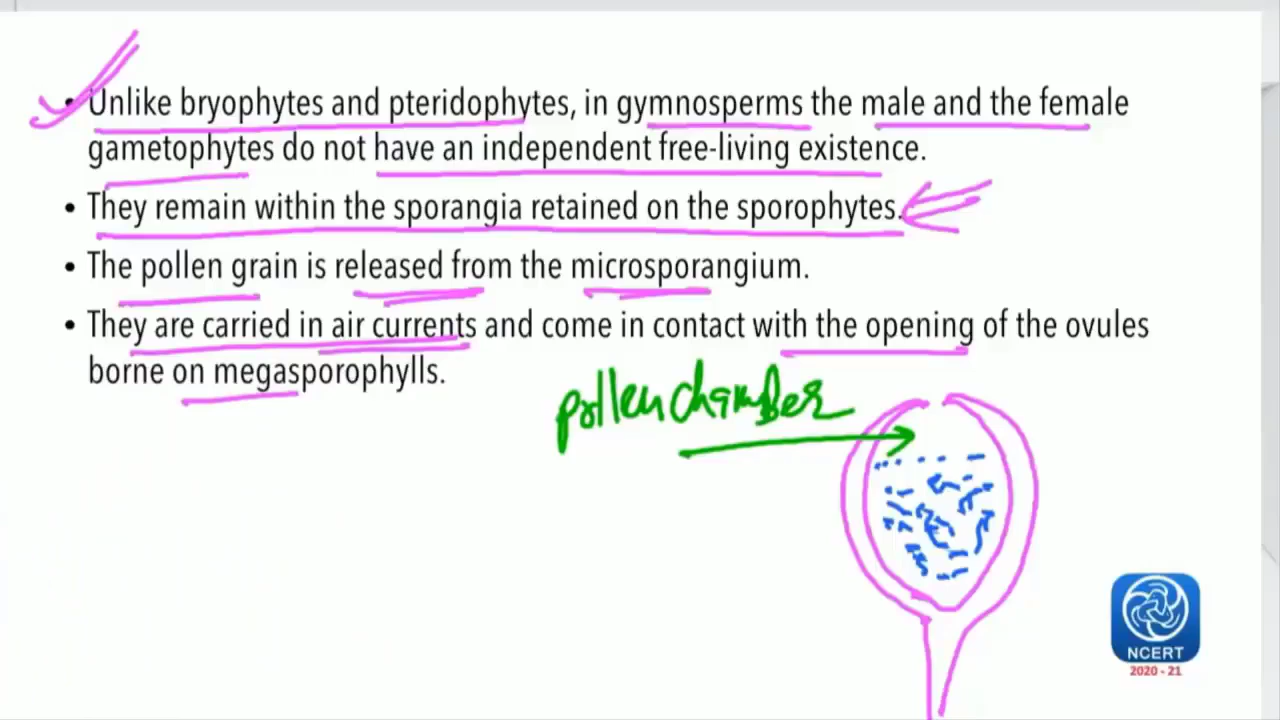 • Unlike bryophytes and pteridophytes, in gymnosperms the male and the female
gametophytes do not have an independent free-living existence.
• They remain within the sporangia retained on the sporophytes.
• The pollen grain is released from the microsporangium.
• They are carried in air currents and come in contact with the opening of the ovules
borne on megasporophylls.
pollen chamber
NCERT
2020 - 21